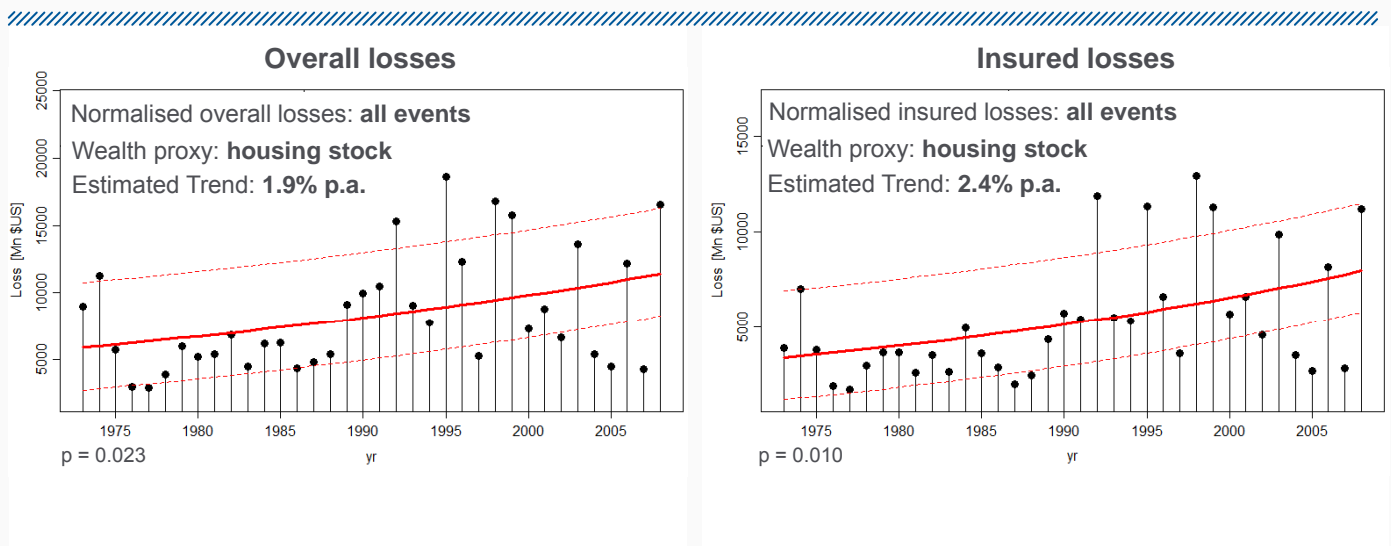 Overall losses
Normalised overall losses: all events
Wealth proxy: housing stock
Estimated Trend: 1.9% p.a.
Loss [Mn $US]
25000
20000
15000
10000
5000
1975 1980 1985 1990 1995 2000 2005
p = 0.023
yr
Insured losses
Normalised insured losses: all events
Wealth proxy: housing stock
Estimated Trend: 2.4% p.a.
Loss [Mn $US]
15000
10000
5000
1975 1980 1985 1990 1995 2000 2005
p = 0.010
yr